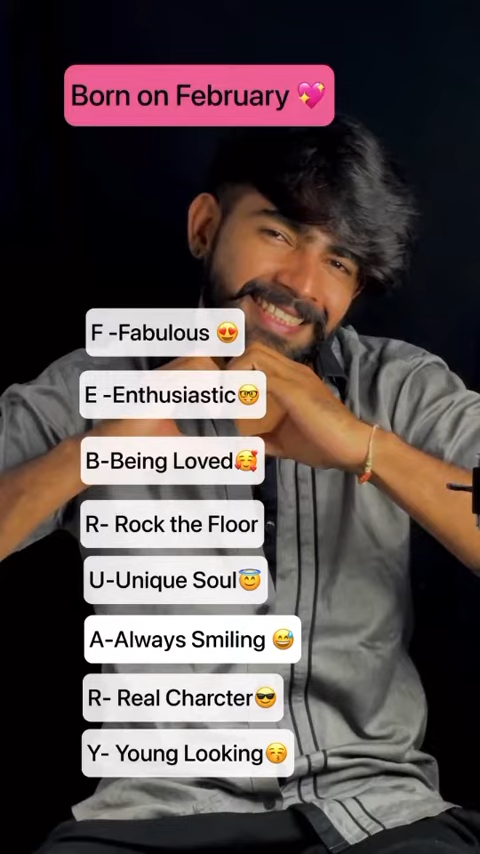 Born on February 💖
F -Fabulous 😍
E -Enthusiastic🤓
B-Being Loved🥰
R- Rock the Floor
U-Unique Soul😇
A-Always Smiling 😅
R- Real Charcter😎
Y- Young Looking😚